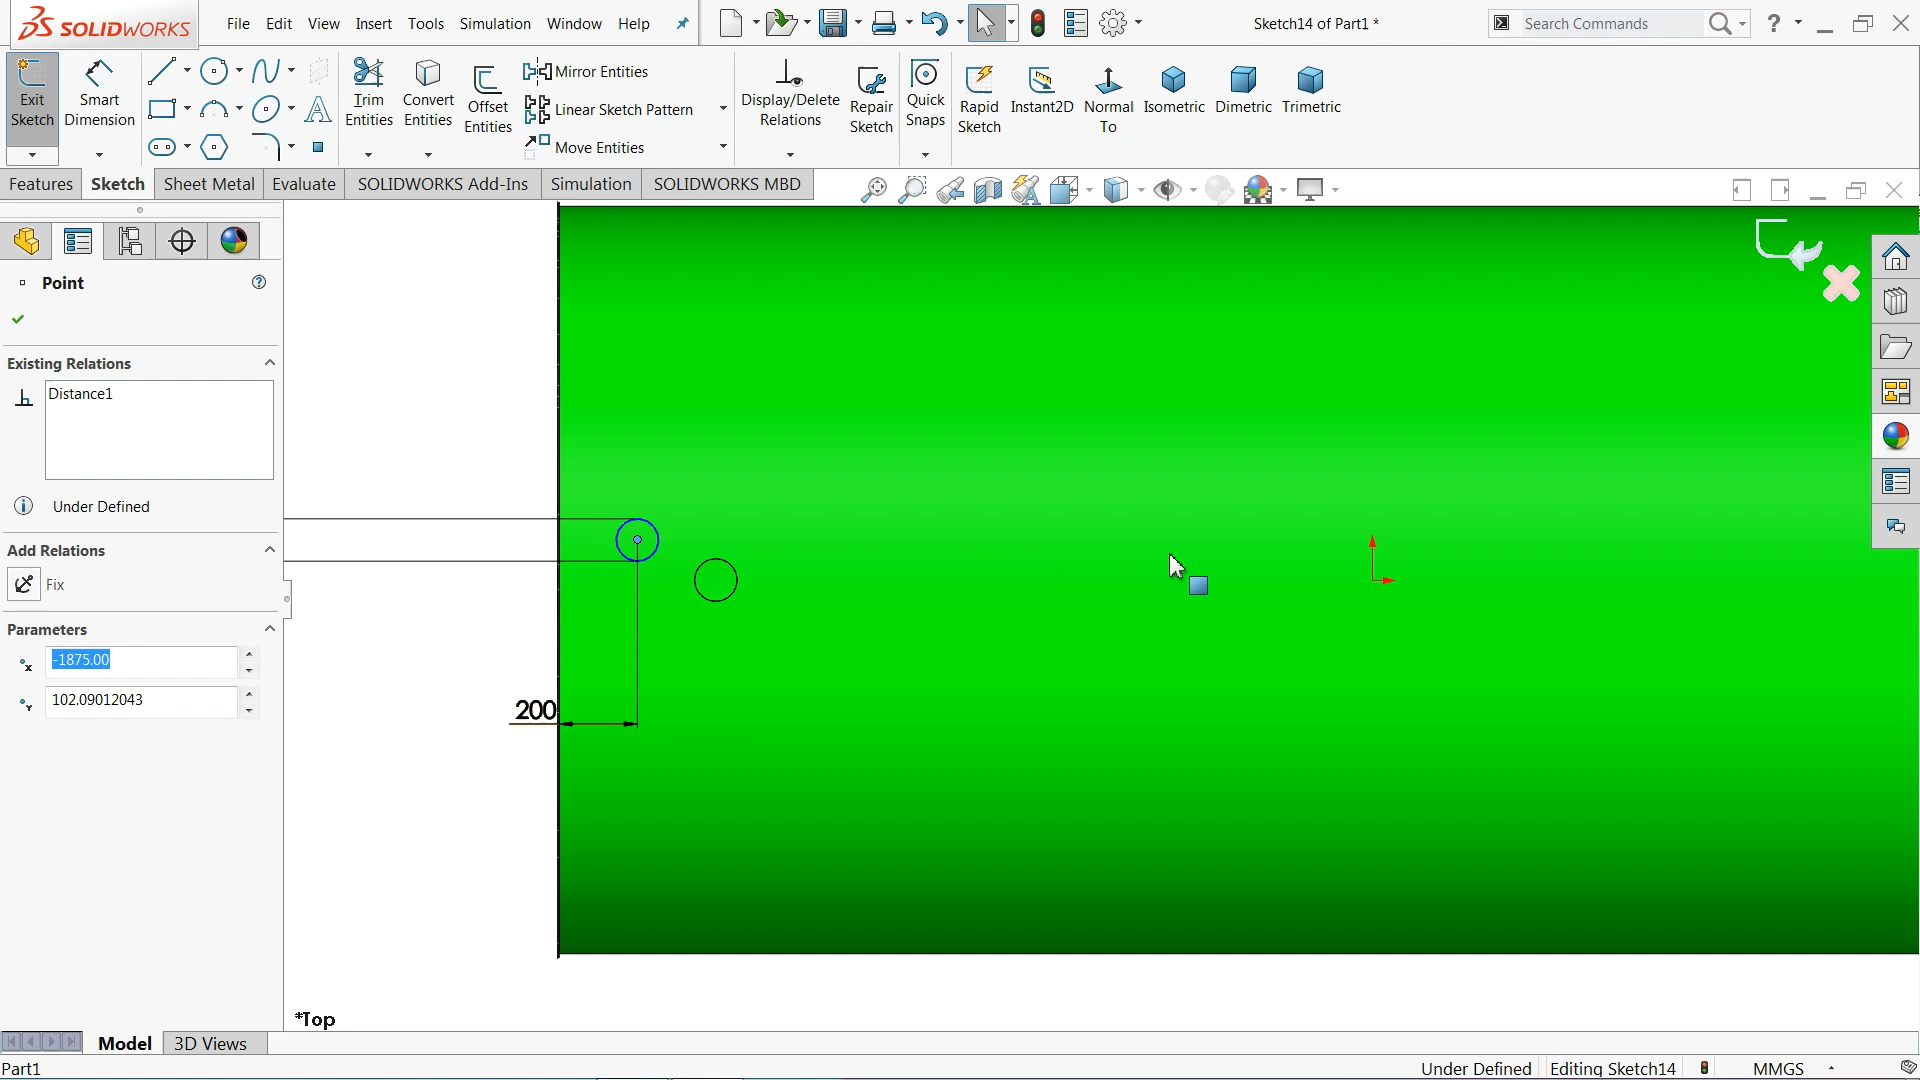 SOLIDWORKS
File Edit View Insert Tools Simulation Window Help
Sketch14 of Part1 *
Search Commands
Exit Sketch
Smart Dimension
Trim Entities
Convert Entities
Offset Entities
Mirror Entities
Linear Sketch Pattern
Move Entities
Display/Delete Relations
Repair Sketch
Quick Snaps
Rapid Sketch
Instant2D
Normal To
Isometric
Dimetric
Trimetric
Features Sketch Sheet Metal Evaluate SOLIDWORKS Add-Ins Simulation SOLIDWORKS MBD
Point
Existing Relations
Distance1
Under Defined
Add Relations
Fix
Parameters
-1875.00
102.09012043
200
*Top
Model 3D Views
Part1 Under Defined Editing Sketch14 MMGS